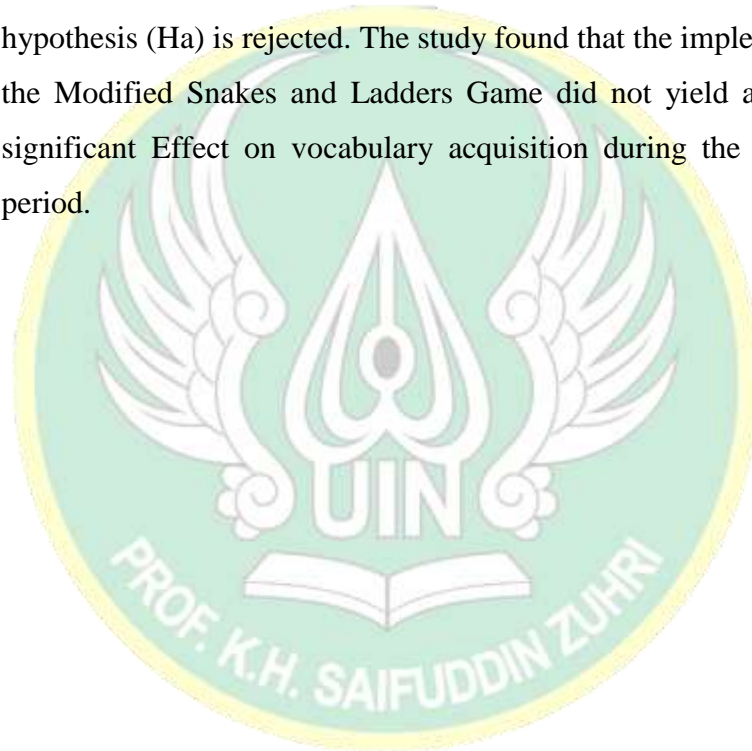 hypothesis (Ha) is rejected. The study found that the imple
the Modified Snakes and Ladders Game did not yield a
significant Effect on vocabulary acquisition during the
period.
UIN
PROF. K.H. SAIFUDDIN ZUHRI